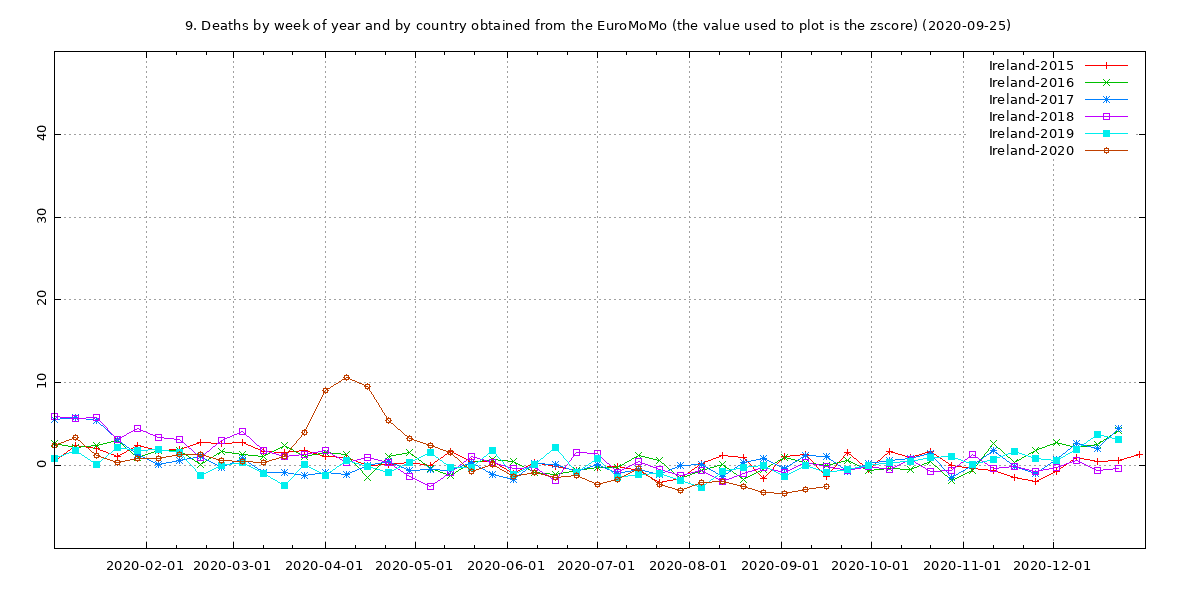 9. Deaths by week of year and by country obtained from the EuroMoMo (the value used to plot is the zscore) (2020-09-25)
Ireland-2015
Ireland-2016
Ireland-2017
Ireland-2018
Ireland-2019
Ireland-2020
40
30
20
10
0
2020-02-01 2020-03-01 2020-04-01 2020-05-01 2020-06-01 2020-07-01 2020-08-01 2020-09-01 2020-10-01 2020-11-01 2020-12-01